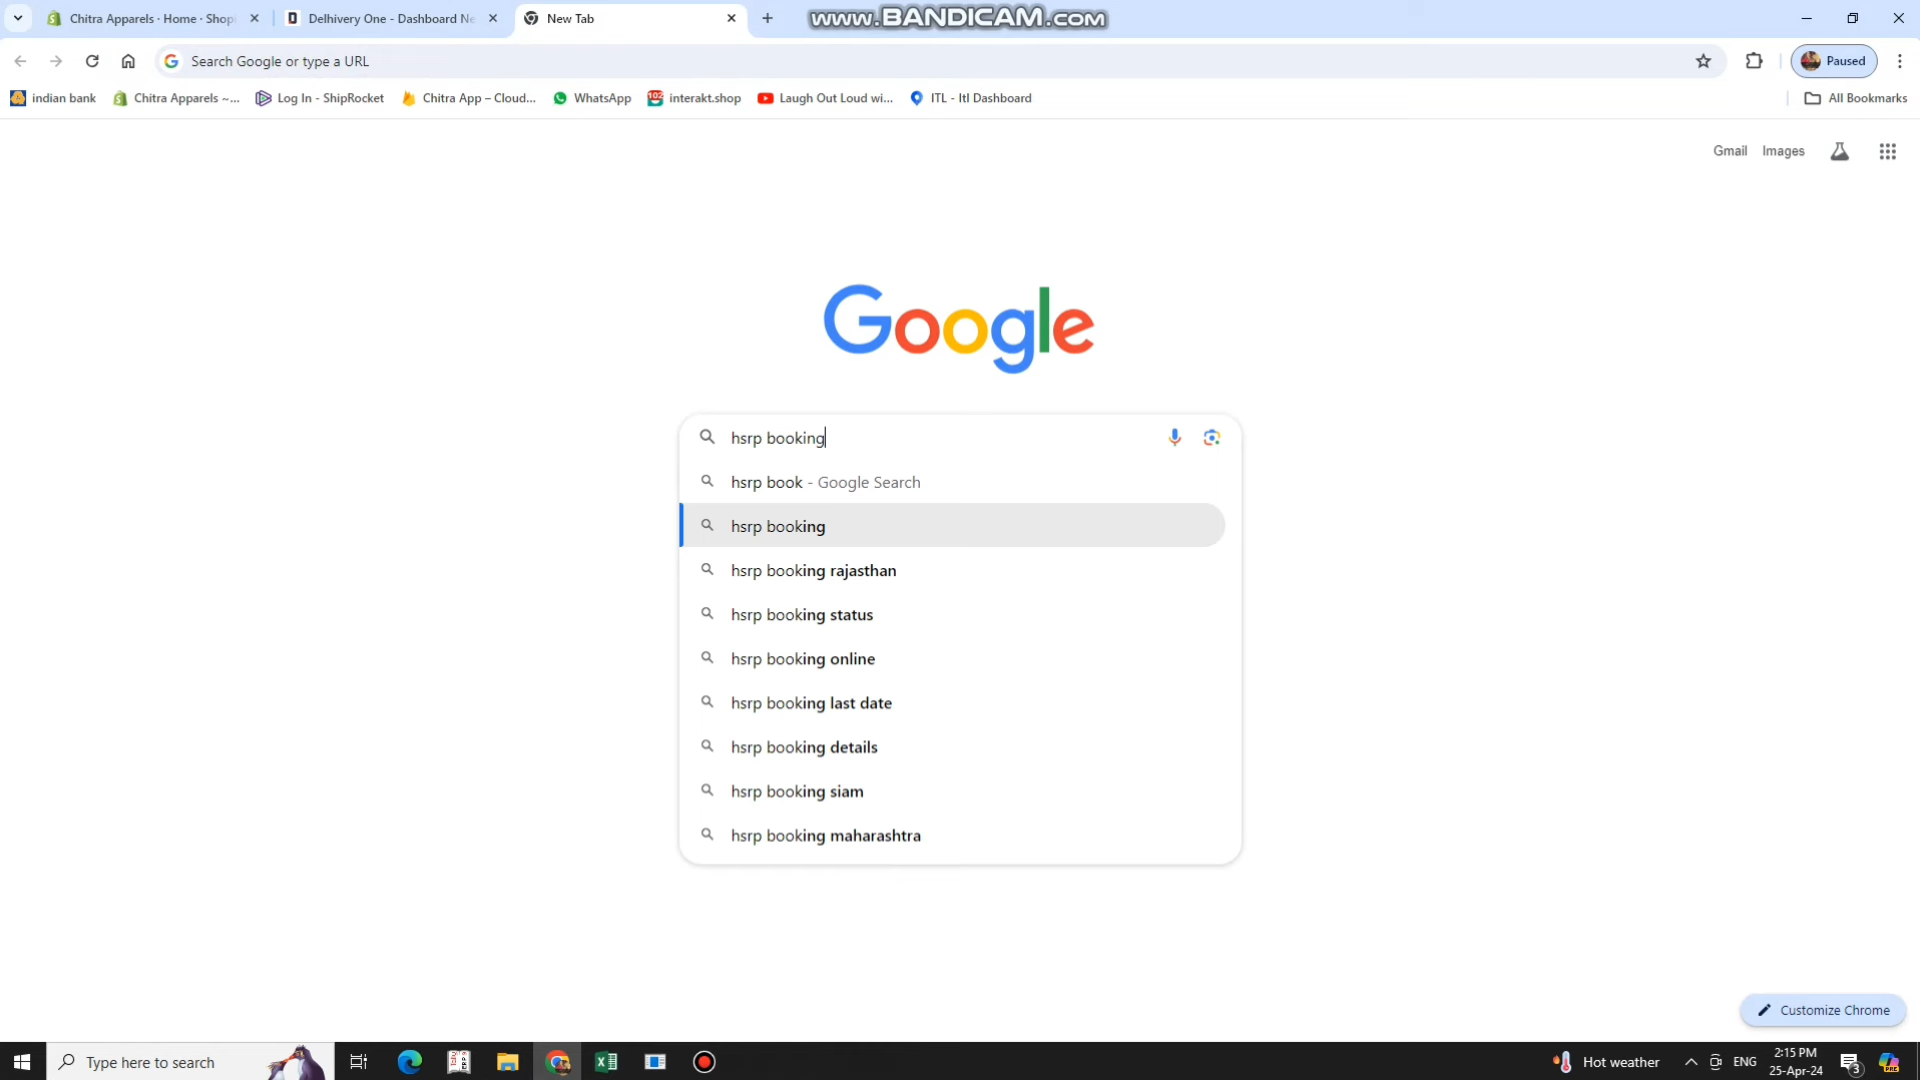 Chitra Apparels · Home · Shopi
Delhivery One - Dashboard Ne
New Tab
www.BANDICAM.com
Search Google or type a URL
Paused
indian bank
Chitra Apparels ~...
Log In - ShipRocket
Chitra App – Cloud...
WhatsApp
interakt.shop
Laugh Out Loud wi...
ITL - Itl Dashboard
All Bookmarks
Gmail
Images
Google
hsrp booking
hsrp book - Google Search
hsrp booking
hsrp booking rajasthan
hsrp booking status
hsrp booking online
hsrp booking last date
hsrp booking details
hsrp booking siam
hsrp booking maharashtra
Customize Chrome
Type here to search
Hot weather
ENG
2:15 PM
25-Apr-24
3